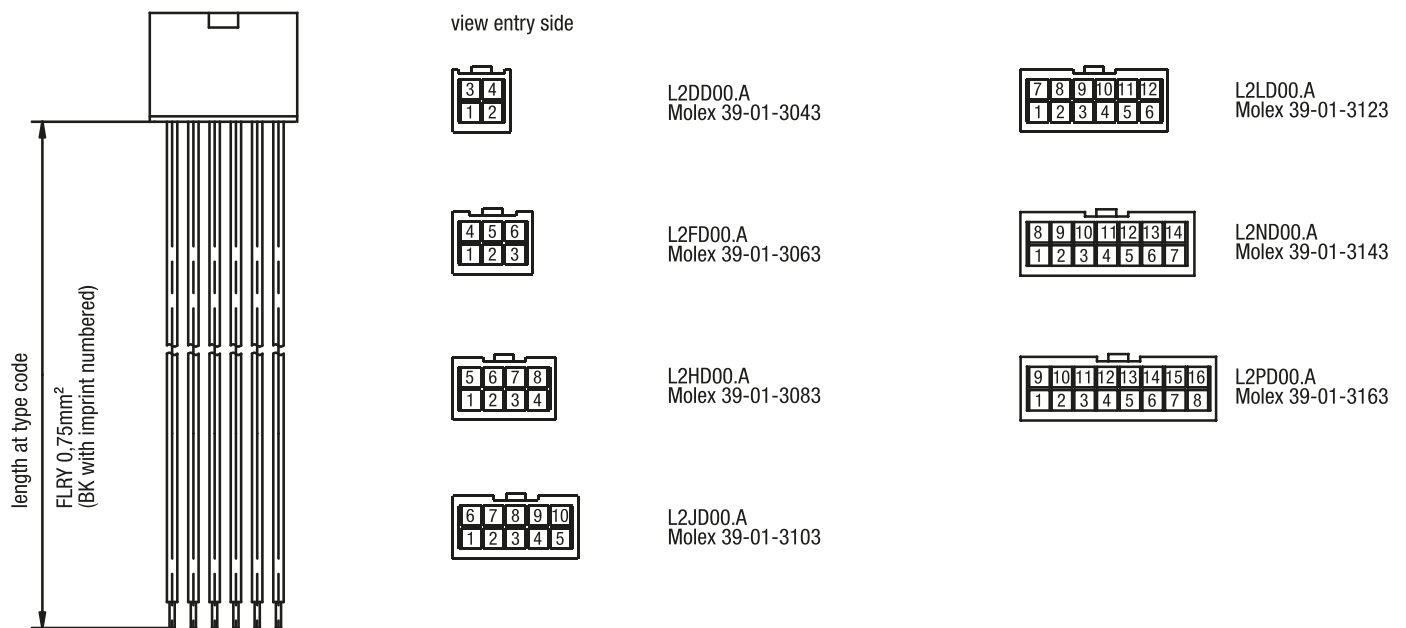 view entry side
3 4
1 2
L2DD00.A
Molex 39-01-3043
4 5 6
1 2 3
L2FD00.A
Molex 39-01-3063
5 6 7 8
1 2 3 4
L2HD00.A
Molex 39-01-3083
6 7 8 9 10
1 2 3 4 5
L2JD00.A
Molex 39-01-3103
7 8 9 10 11 12
1 2 3 4 5 6
L2LD00.A
Molex 39-01-3123
8 9 10 11 12 13 14
1 2 3 4 5 6 7
L2ND00.A
Molex 39-01-3143
9 10 11 12 13 14 15 16
1 2 3 4 5 6 7 8
L2PD00.A
Molex 39-01-3163
length at type code
FLRY 0,75mm²
(BK with imprint numbered)